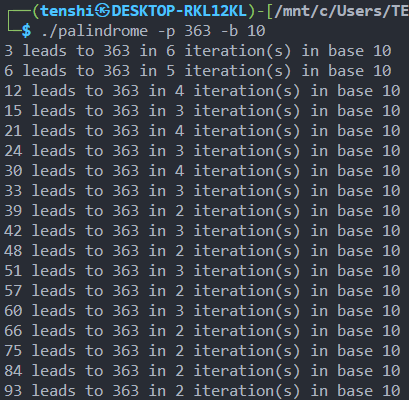 ┌──(tenshi㉿DESKTOP-RKL12KL)-[/mnt/c/Users/TE
└─$ ./palindrome -p 363 -b 10
3 leads to 363 in 6 iteration(s) in base 10
6 leads to 363 in 5 iteration(s) in base 10
12 leads to 363 in 4 iteration(s) in base 10
15 leads to 363 in 3 iteration(s) in base 10
21 leads to 363 in 4 iteration(s) in base 10
24 leads to 363 in 3 iteration(s) in base 10
30 leads to 363 in 4 iteration(s) in base 10
33 leads to 363 in 3 iteration(s) in base 10
39 leads to 363 in 2 iteration(s) in base 10
42 leads to 363 in 3 iteration(s) in base 10
48 leads to 363 in 2 iteration(s) in base 10
51 leads to 363 in 3 iteration(s) in base 10
57 leads to 363 in 2 iteration(s) in base 10
60 leads to 363 in 3 iteration(s) in base 10
66 leads to 363 in 2 iteration(s) in base 10
75 leads to 363 in 2 iteration(s) in base 10
84 leads to 363 in 2 iteration(s) in base 10
93 leads to 363 in 2 iteration(s) in base 10